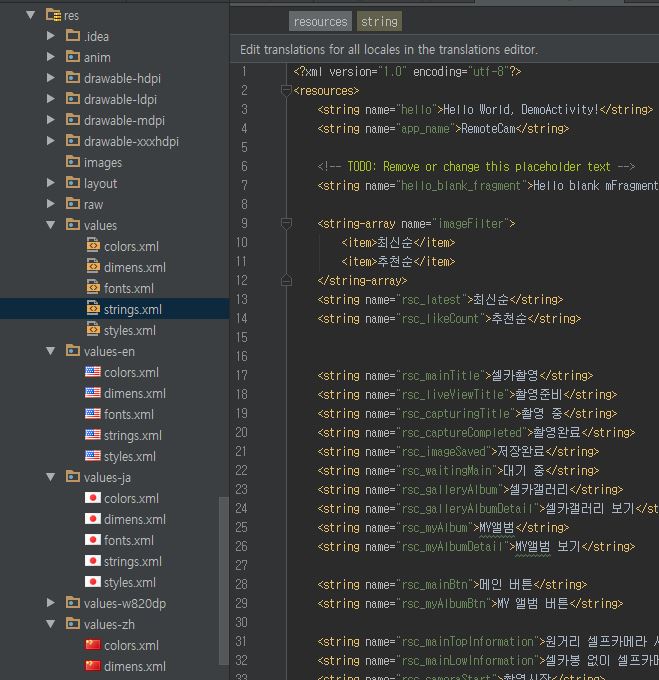 res
.idea
anim
drawable-hdpi
drawable-ldpi
drawable-mdpi
drawable-xxxhdpi
images
layout
raw
values
colors.xml
dimens.xml
fonts.xml
strings.xml
styles.xml
values-en
colors.xml
dimens.xml
fonts.xml
strings.xml
styles.xml
values-ja
colors.xml
dimens.xml
fonts.xml
strings.xml
styles.xml
values-w820dp
values-zh
colors.xml
dimens.xml
resources string
Edit translations for all locales in the translations editor.
1 <?xml version="1.0" encoding="utf-8"?>
2 <resources>
3 <string name="hello">Hello World, DemoActivity!</string>
4 <string name="app_name">RemoteCam</string>
5
6 <!-- TODO: Remove or change this placeholder text -->
7 <string name="hello_blank_fragment">Hello blank mFragment
8
9 <string-array name="imageFilter">
10 <item>최신순</item>
11 <item>추천순</item>
12 </string-array>
13 <string name="rsc_latest">최신순</string>
14 <string name="rsc_likeCount">추천순</string>
15
16
17 <string name="rsc_mainTitle">셀카촬영</string>
18 <string name="rsc_liveViewTitle">촬영준비</string>
19 <string name="rsc_capturingTitle">촬영 중</string>
20 <string name="rsc_captureCompleted">촬영완료</string>
21 <string name="rsc_imageSaved">저장완료</string>
22 <string name="rsc_waitingMain">대기 중</string>
23 <string name="rsc_galleryAlbum">셀카갤러리</string>
24 <string name="rsc_galleryAlbumDetail">셀카갤러리 보기</string>
25 <string name="rsc_myAlbum">MY앨범</string>
26 <string name="rsc_myAlbumDetail">MY앨범 보기</string>
27
28 <string name="rsc_mainBtn">메인 버튼</string>
29 <string name="rsc_myAlbumBtn">MY 앨범 버튼</string>
30
31 <string name="rsc_mainTopInformation">원거리 셀프카메라
32 <string name="rsc_mainLowInformation">셀카봉 없이 셀프카메
33 <string name="rsc_cameraStart">촬영시작</string>